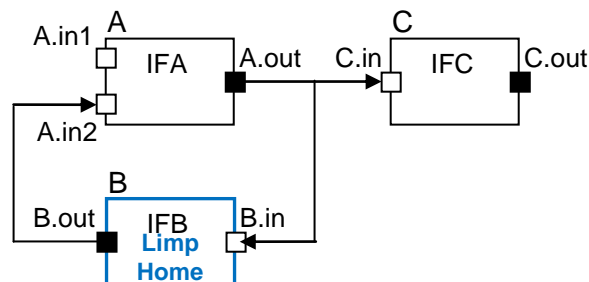 A
C
A.in1
IFA
A.out
C.in
IFC
C.out
A.in2
B
B.out
IFB
B.in
Limp
Home